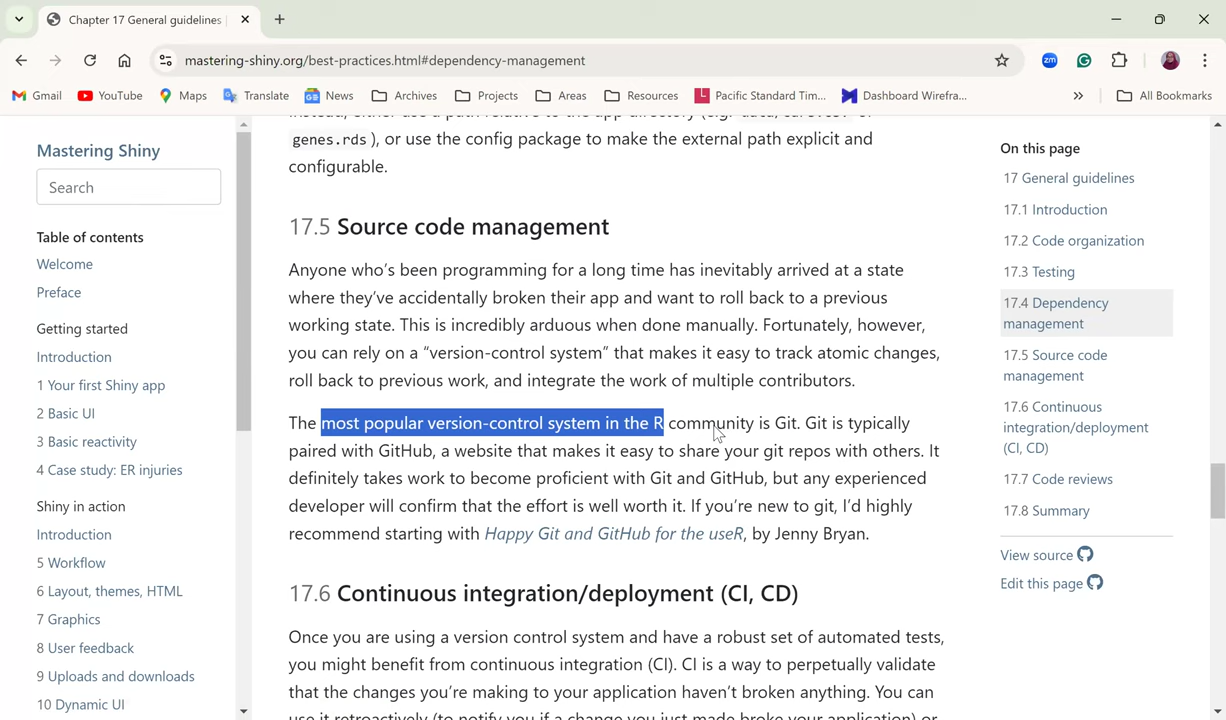 Chapter 17 General guidelines
mastering-shiny.org/best-practices.html#dependency-management
zm
Gmail
YouTube
Maps
Translate
News
Archives
Projects
Areas
Resources
Pacific Standard Tim...
Dashboard Wirefra...
»
All Bookmarks
Mastering Shiny
Search
Table of contents
Welcome
Preface
Getting started
Introduction
1 Your first Shiny app
2 Basic UI
3 Basic reactivity
4 Case study: ER injuries
Shiny in action
Introduction
5 Workflow
6 Layout, themes, HTML
7 Graphics
8 User feedback
9 Uploads and downloads
10 Dynamic UI
genes.rds ), or use the config package to make the external path explicit and
configurable.
17.5 Source code management
Anyone who's been programming for a long time has inevitably arrived at a state
where they've accidentally broken their app and want to roll back to a previous
working state. This is incredibly arduous when done manually. Fortunately, however,
you can rely on a “version-control system” that makes it easy to track atomic changes,
roll back to previous work, and integrate the work of multiple contributors.
The most popular version-control system in the R community is Git. Git is typically
paired with GitHub, a website that makes it easy to share your git repos with others. It
definitely takes work to become proficient with Git and GitHub, but any experienced
developer will confirm that the effort is well worth it. If you're new to git, I'd highly
recommend starting with Happy Git and GitHub for the useR, by Jenny Bryan.
17.6 Continuous integration/deployment (CI, CD)
Once you are using a version control system and have a robust set of automated tests,
you might benefit from continuous integration (CI). CI is a way to perpetually validate
that the changes you're making to your application haven't broken anything. You can
use it retroactively (to notify you if a change you just made broke your application) or
On this page
17 General guidelines
17.1 Introduction
17.2 Code organization
17.3 Testing
17.4 Dependency
management
17.5 Source code
management
17.6 Continuous
integration/deployment
(CI, CD)
17.7 Code reviews
17.8 Summary
View source
Edit this page